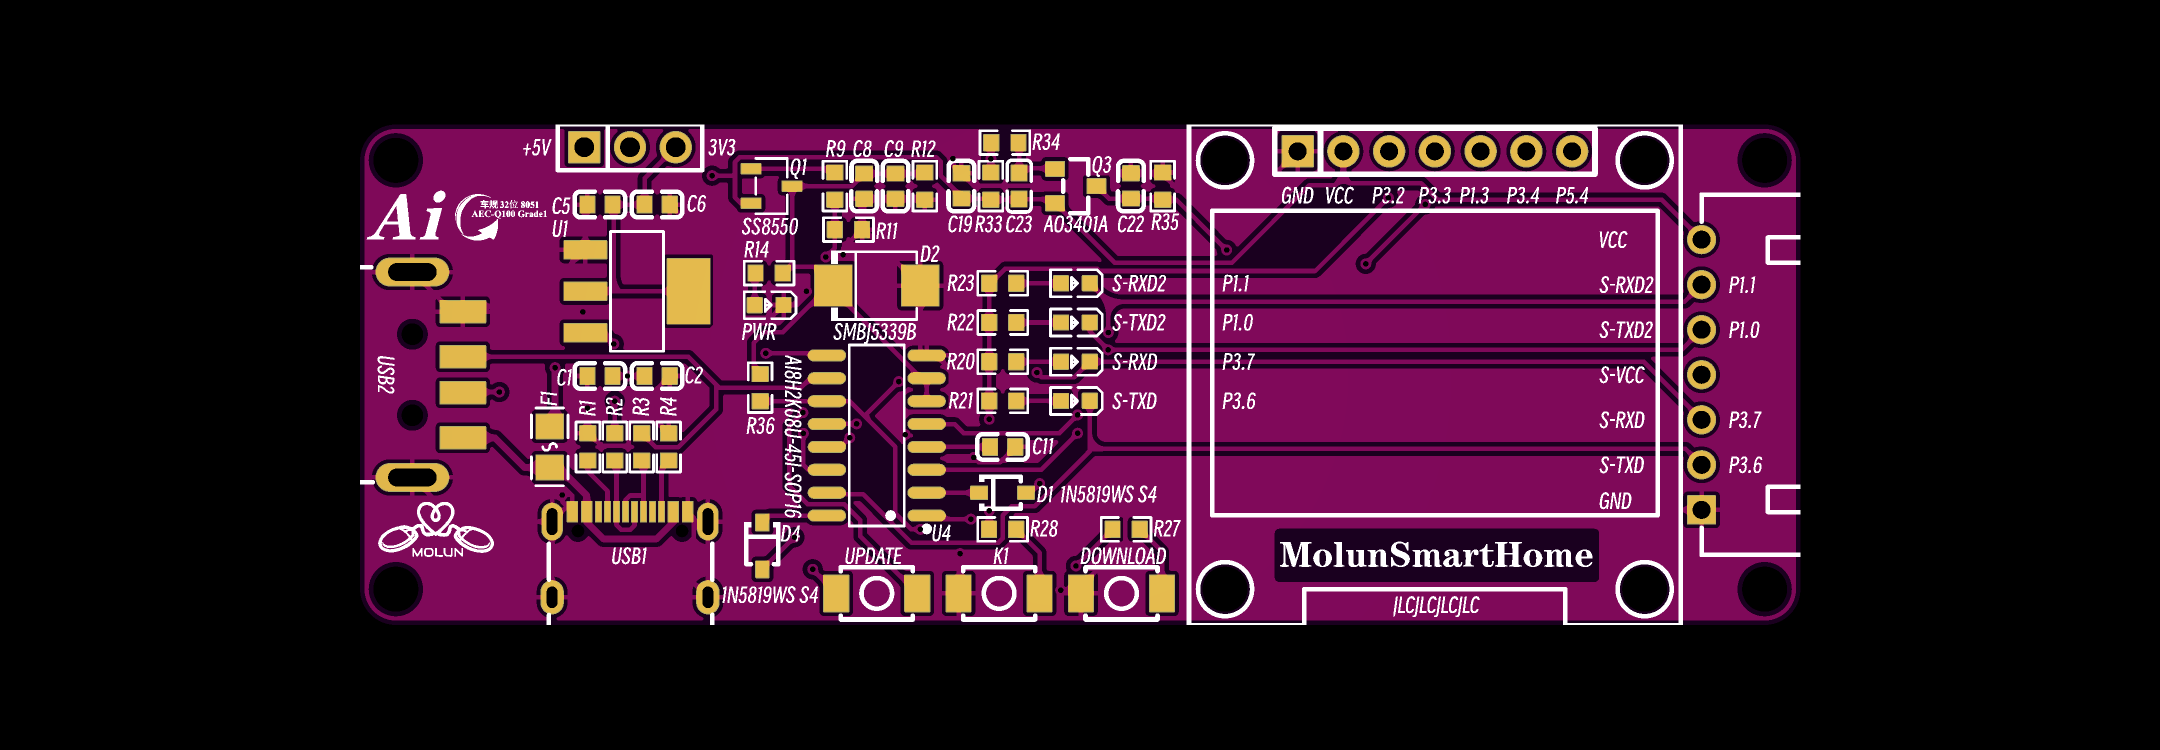 +5V
3V3
Ai
车规 32位 8051
AEC-Q100 Grade1
C5
C6
U1
Q1
SS8550
R9
C8
C9
R12
R11
R34
C19
R33
C23
Q3
AO3401A
C22
R35
R14
PWR
D2
SMBJ5339B
GND
VCC
P3.2
P3.3
P1.3
P3.4
P5.4
R23
S-RXD2
R22
S-TXD2
R20
S-RXD
R21
S-TXD
P1.1
P1.0
P3.7
P3.6
VCC
S-RXD2
P1.1
S-TXD2
P1.0
S-VCC
S-RXD
P3.7
S-TXD
P3.6
GND
USB2
C1
C2
F1
R1
R2
R3
R4
S
R36
AI8H2K08U-45I-SOP16
U4
C11
D1 1N5819WS S4
R28
R27
MOLUN
USB1
D4
1N5819WS S4
UPDATE
K1
DOWNLOAD
MolunSmartHome
JLCJLCJLCJLC